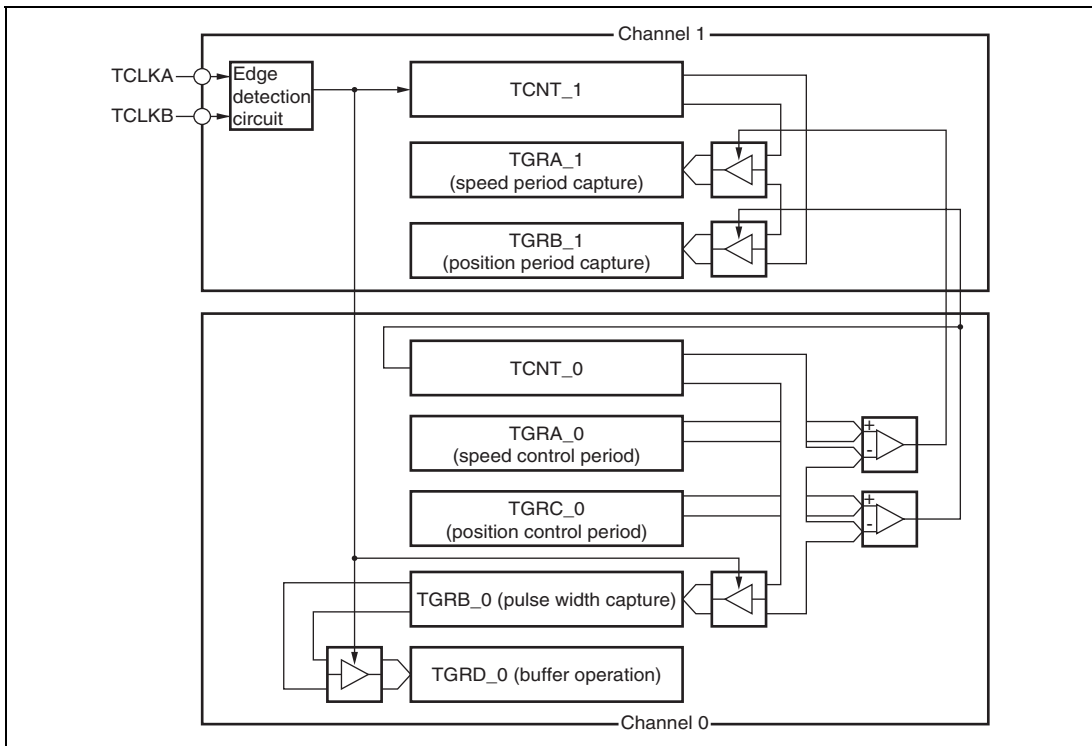 Channel 1
TCLKA
TCLKB
Edge
detection
circuit
TCNT_1
TGRA_1
(speed period capture)
TGRB_1
(position period capture)
TCNT_0
TGRA_0
(speed control period)
+
-
TGRC_0
(position control period)
+
-
TGRB_0 (pulse width capture)
TGRD_0 (buffer operation)
Channel 0